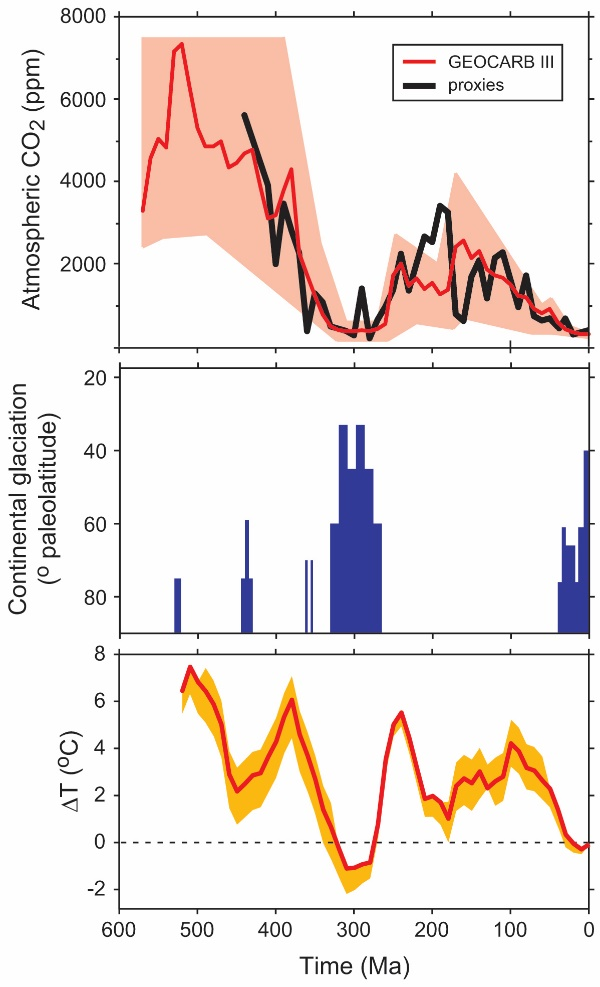 8000
6000
4000
2000
Atmospheric CO2 (ppm)
GEOCARB III
proxies
20
40
60
80
Continental glaciation
(º paleolatitude)
8
6
4
2
0
-2
ΔT (ºC)
600 500 400 300 200 100 0
Time (Ma)